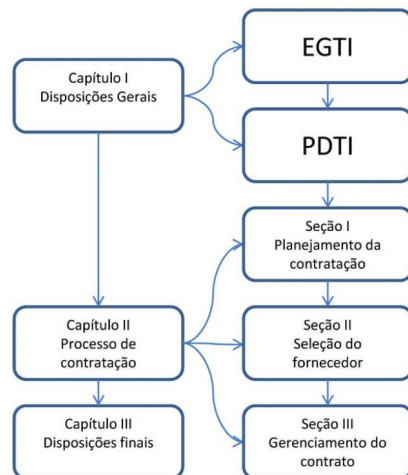 EGTI
Capítulo I
Disposições Gerais
PDTI
Seção I
Planejamento da
contratação
Capítulo II
Processo de
contratação
Seção II
Seleção do
fornecedor
Capítulo III
Disposições finais
Seção III
Gerenciamento do
contrato